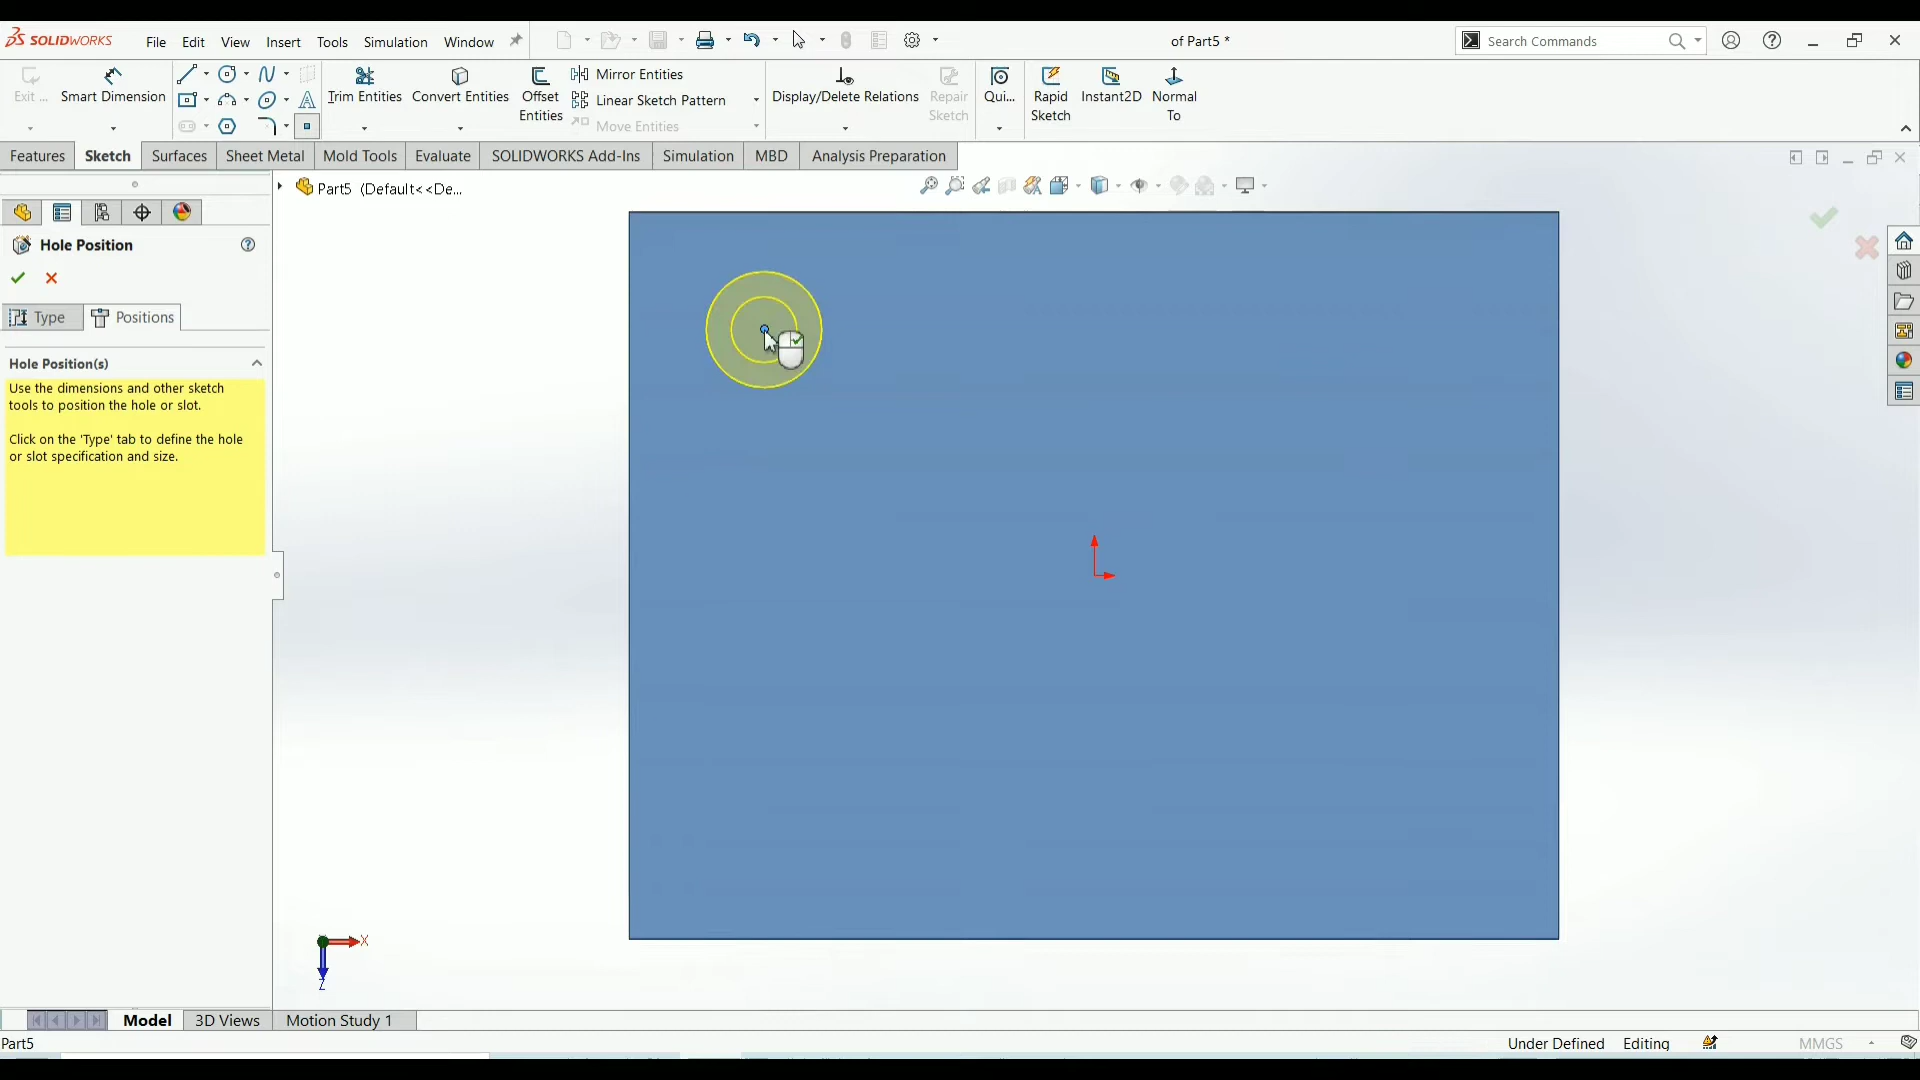 SOLIDWORKS File Edit View Insert Tools Simulation Window of Part5 * Search Commands
Exit ... Smart Dimension Trim Entities Convert Entities Offset Entities Mirror Entities Linear Sketch Pattern Move Entities Display/Delete Relations Repair Sketch Qui... Rapid Sketch Instant2D Normal To
Features Sketch Surfaces Sheet Metal Mold Tools Evaluate SOLIDWORKS Add-Ins Simulation MBD Analysis Preparation
Part5 (Default<<De...
Hole Position
Type Positions
Hole Position(s)
Use the dimensions and other sketch
tools to position the hole or slot.
Click on the 'Type' tab to define the hole
or slot specification and size.
X
Z
Model 3D Views Motion Study 1
Part5 Under Defined Editing MMGS